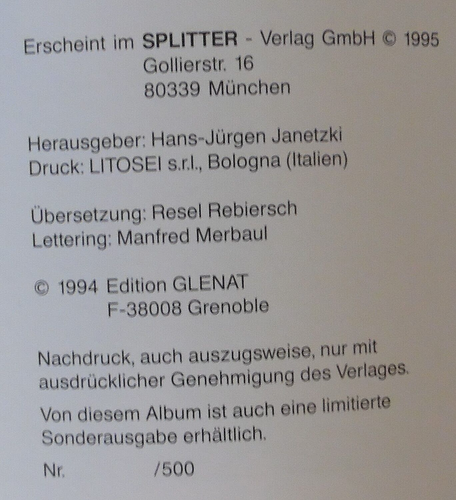 Erscheint im SPLITTER - Verlag GmbH © 1995
Gollierstr. 16
80339 München
Herausgeber: Hans-Jürgen Janetzki
Druck: LITOSEI s.r.l., Bologna (Italien)
Übersetzung: Resel Rebiersch
Lettering: Manfred Merbaul
© 1994 Edition GLENAT
F-38008 Grenoble
Nachdruck, auch auszugsweise, nur mit
ausdrücklicher Genehmigung des Verlages.
Von diesem Album ist auch eine limitierte
Sonderausgabe erhältlich.
Nr. /500